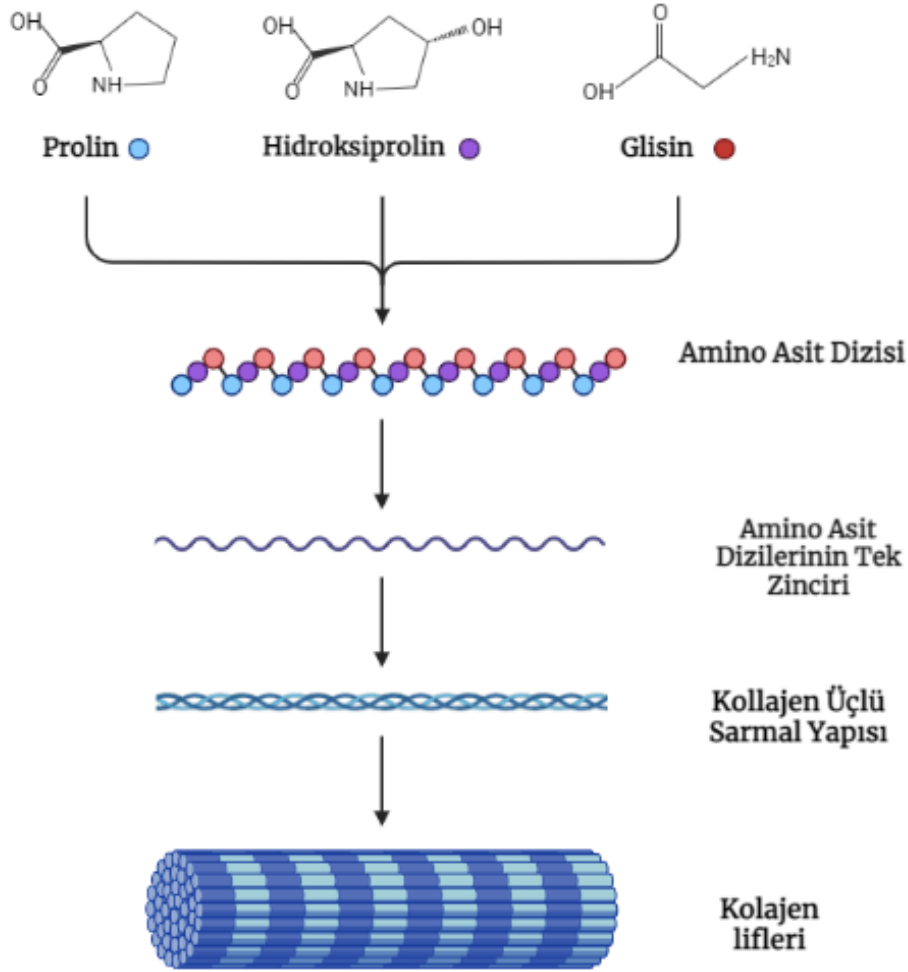 OH
O
NH
OH
O
NH
OH
O
OH
H₂N
Prolin
Hidroksiprolin
Glisin
Amino Asit Dizisi
Amino Asit
Dizilerinin Tek
Zinciri
Kollajen Üçlü
Sarmal Yapısı
Kolajen
lifleri